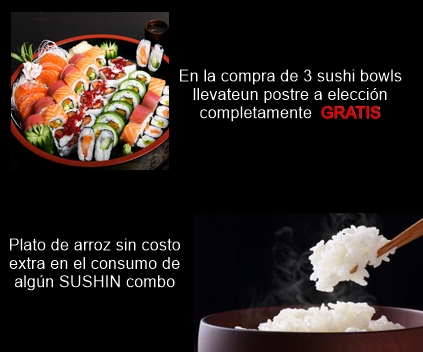 En la compra de 3 sushi bowls
llevateun postre a elección
completamente GRATIS
Plato de arroz sin costo
extra en el consumo de
algún SUSHIN combo